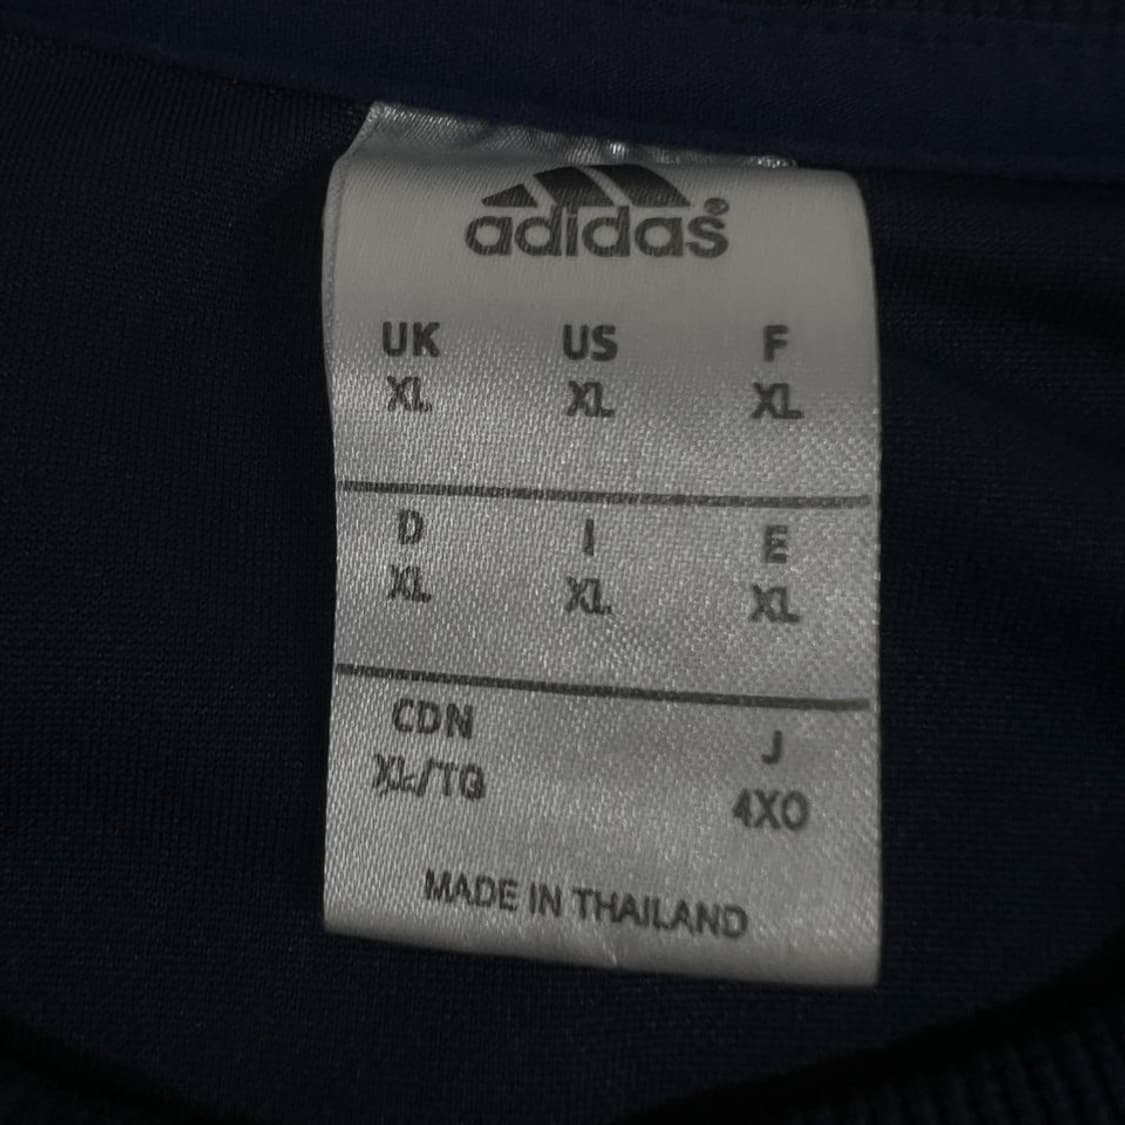 adidas®
UK US F
XL XL XL
D I E
XL XL XL
CDN J
XL/TG 4XO
MADE IN THAILAND